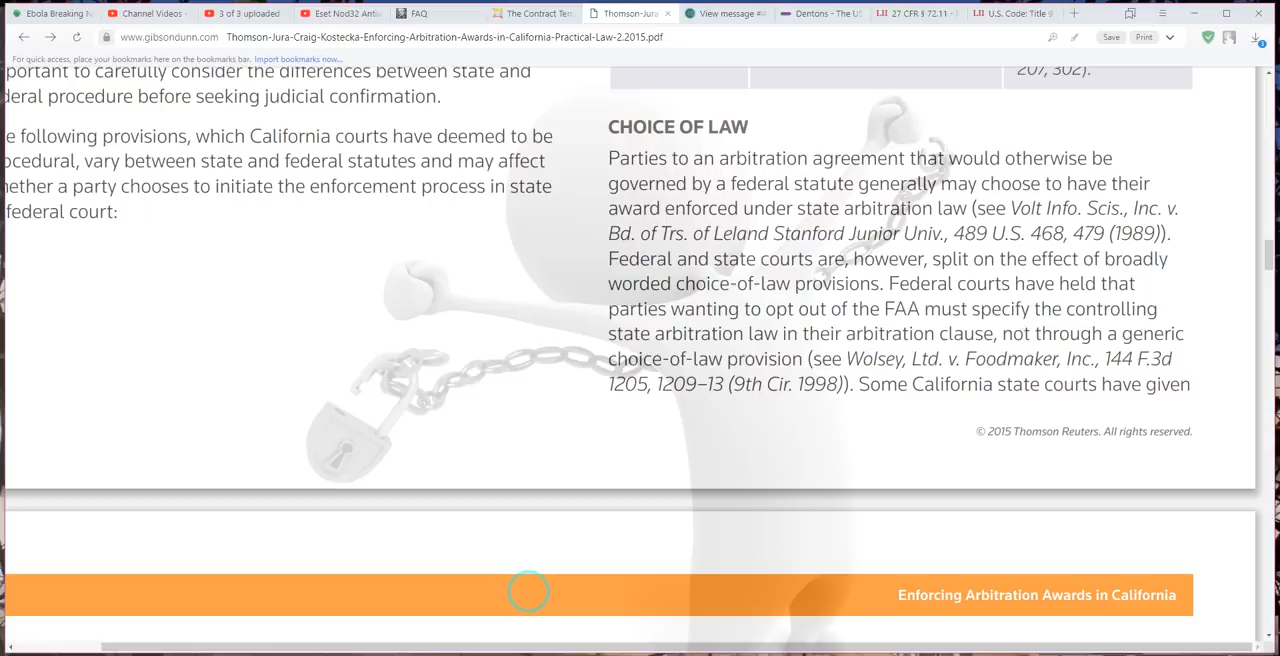 Ebola Breaking N
Channel Videos
3 of 3 uploaded
Eset Nod32 Anti
FAQ
The Contract Tem
Thomson-Jura
View message #
Dentons - The U
LII 27 CFR § 72.11 -
LII U.S. Code: Title 9
www.gibsondunn.com Thomson-Jura-Craig-Kostecka-Enforcing-Arbitration-Awards-in-California-Practical-Law-2.2015.pdf
Save
Print
3
For quick access, place your bookmarks here on the bookmarks bar. Import bookmarks now...
portant to carefully consider the differences between state and
deral procedure before seeking judicial confirmation.
e following provisions, which California courts have deemed to be
ocedural, vary between state and federal statutes and may affect
hether a party chooses to initiate the enforcement process in state
federal court:
207, 302).
CHOICE OF LAW
Parties to an arbitration agreement that would otherwise be
governed by a federal statute generally may choose to have their
award enforced under state arbitration law (see Volt Info. Scis., Inc. v.
Bd. of Trs. of Leland Stanford Junior Univ., 489 U.S. 468, 479 (1989)).
Federal and state courts are, however, split on the effect of broadly
worded choice-of-law provisions. Federal courts have held that
parties wanting to opt out of the FAA must specify the controlling
state arbitration law in their arbitration clause, not through a generic
choice-of-law provision (see Wolsey, Ltd. v. Foodmaker, Inc., 144 F.3d
1205, 1209–13 (9th Cir. 1998)). Some California state courts have given
© 2015 Thomson Reuters. All rights reserved.
Enforcing Arbitration Awards in California